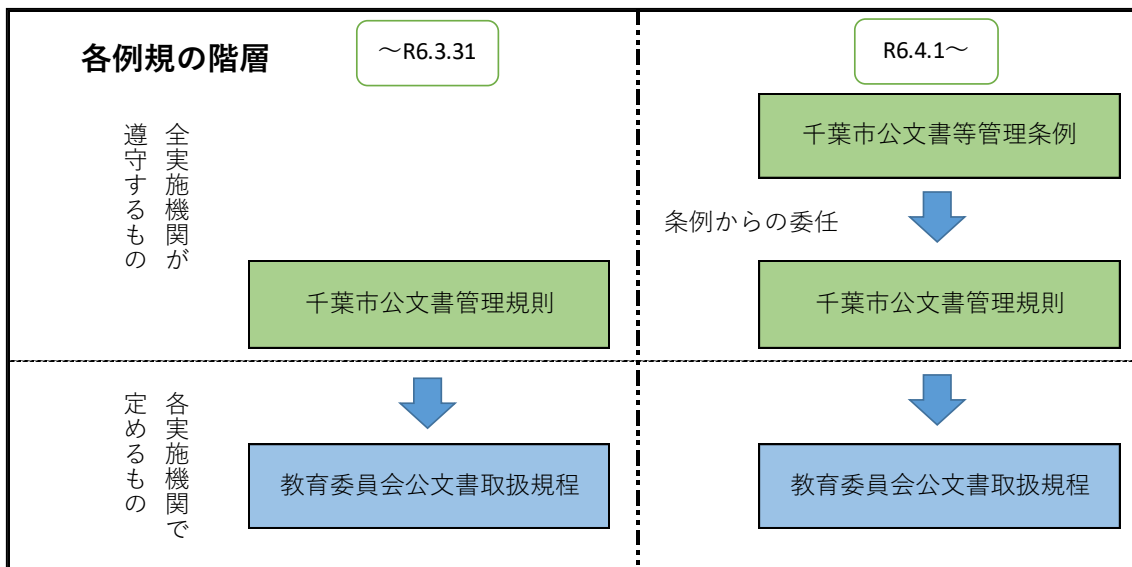 各例規の階層
～R6.3.31
R6.4.1～
全実施機関が
遵守するもの
千葉市公文書等管理条例
条例からの委任
千葉市公文書管理規則
千葉市公文書管理規則
各実施機関で
定めるもの
教育委員会公文書取扱規程
教育委員会公文書取扱規程